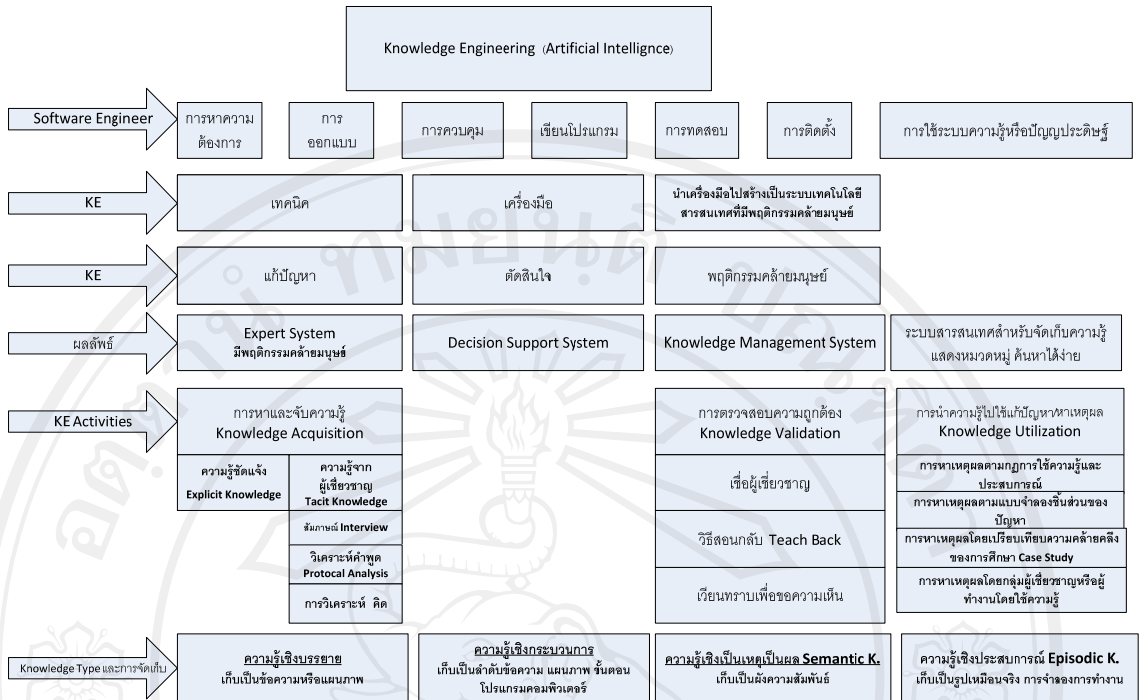 Knowledge Engineering (Artificial Intellignce)
Software Engineer
การหาความ
ต้องการ
การ
ออกแบบ
การควบคุม
เขียนโปรแกรม
การทดสอบ
การติดตั้ง
การใช้ระบบความรู้หรือปัญญาประดิษฐ์
KE
เทคนิค
เครื่องมือ
นำเครื่องมือไปสร้างเป็นระบบเทคโนโลยี
สารสนเทศที่มีพฤติกรรมคล้ายมนุษย์
KE
แก้ปัญหา
ตัดสินใจ
พฤติกรรมคล้ายมนุษย์
ผลลัพธ์
Expert System
มีพฤติกรรมคล้ายมนุษย์
Decision Support System
Knowledge Management System
ระบบสารสนเทศสำหรับจัดเก็บความรู้
แสดงหมวดหมู่ ค้นหาได้ง่าย
KE Activities
การหาและจับความรู้
Knowledge Acquisition
ความรู้ชัดแจ้ง
Explicit Knowledge
ความรู้จาก
ผู้เชี่ยวชาญ
Tacit Knowledge
สัมภาษณ์ Interview
วิเคราะห์คำพูด
Protocal Analysis
การวิเคราะห์ คิด
การตรวจสอบความถูกต้อง
Knowledge Validation
เชื่อผู้เชี่ยวชาญ
วิธีสอนกลับ Teach Back
เวียนทราบเพื่อขอความเห็น
การนำความรู้ไปใช้แก้ปัญหา/หาเหตุผล
Knowledge Utilization
การหาเหตุผลตามกฎการใช้ความรู้และ
ประสบการณ์
การหาเหตุผลตามแบบจำลองชิ้นส่วนของ
ปัญหา
การหาเหตุผลโดยเปรียบเทียบความคล้ายคลึง
ของการศึกษา Case Study
การหาเหตุผลโดยกลุ่มผู้เชี่ยวชาญหรือผู้
ทำงานโดยใช้ความรู้
Knowledge Type และการจัดเก็บ
ความรู้เชิงบรรยาย
เก็บเป็นข้อความหรือแผนภาพ
ความรู้เชิงกระบวนการ
เก็บเป็นลำดับข้อความ แผนภาพ ขั้นตอน
โปรแกรมคอมพิวเตอร์
ความรู้เชิงเป็นเหตุเป็นผล Semantic K.
เก็บเป็นผังความสัมพันธ์
ความรู้เชิงประสบการณ์ Episodic K.
เก็บเป็นรูปเหมือนจริง การจำลองการทำงาน